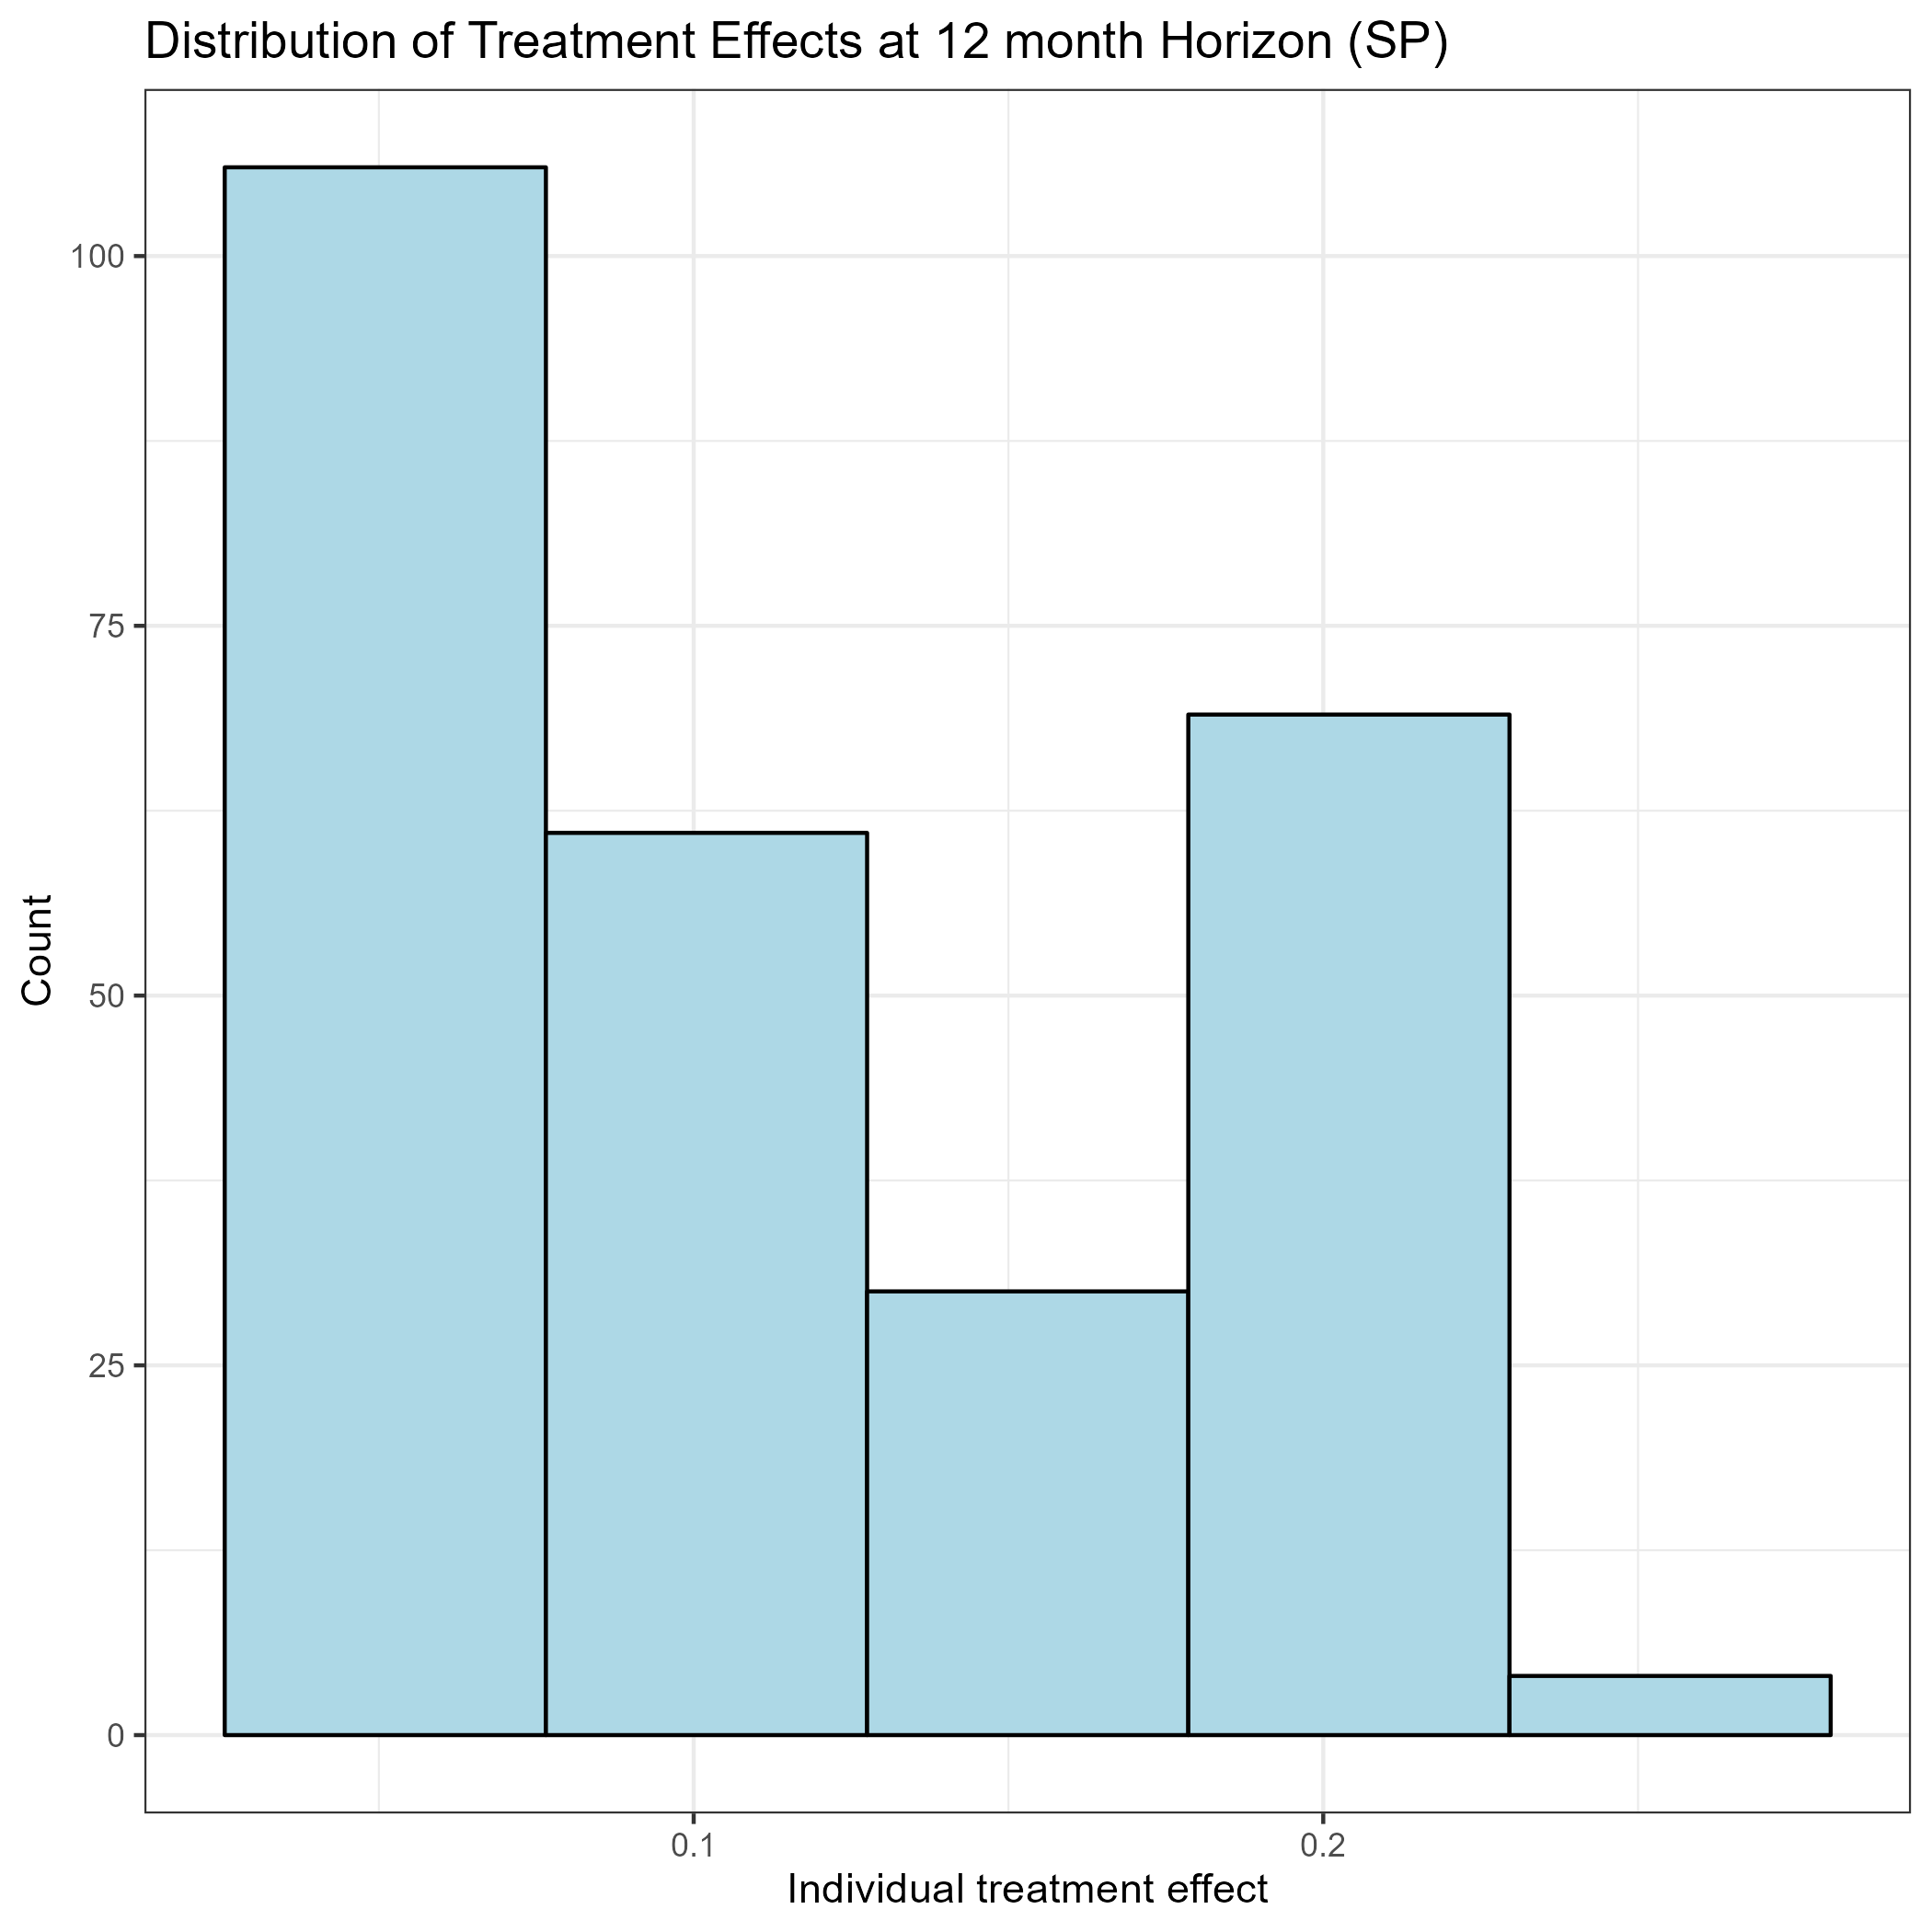 Distribution of Treatment Effects at 12 month Horizon (SP)
Count
100
75
50
25
0
0.1
0.2
Individual treatment effect